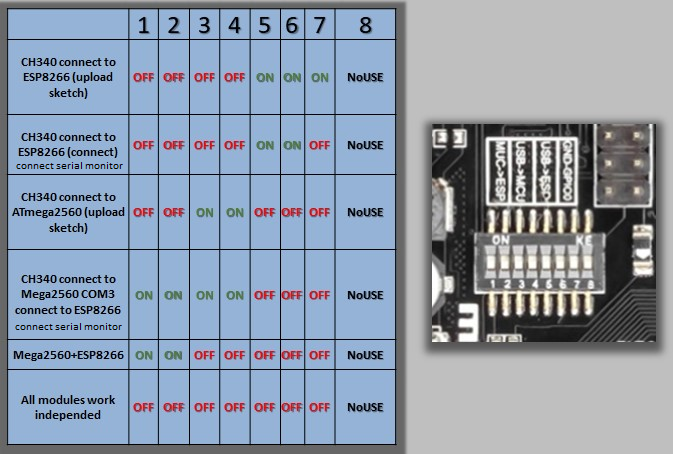 1 2 3 4 5 6 7 8
CH340 connect to
ESP8266 (upload
sketch)
OFF OFF OFF OFF ON ON ON NoUSE
CH340 connect to
ESP8266 (connect)
connect serial monitor
OFF OFF OFF OFF ON ON OFF NoUSE
CH340 connect to
ATmega2560 (upload
sketch)
OFF OFF ON ON OFF OFF OFF NoUSE
CH340 connect to
Mega2560 COM3
connect to ESP8266
connect serial monitor
ON ON ON ON OFF OFF OFF NoUSE
Mega2560+ESP8266
ON ON OFF OFF OFF OFF OFF NoUSE
All modules work
independed
OFF OFF OFF OFF OFF OFF OFF NoUSE
MUC->ESP
USB->MCU
USB->ESP
GND-GPIO0
ON KE
1 2 3 4 5 6 7 8